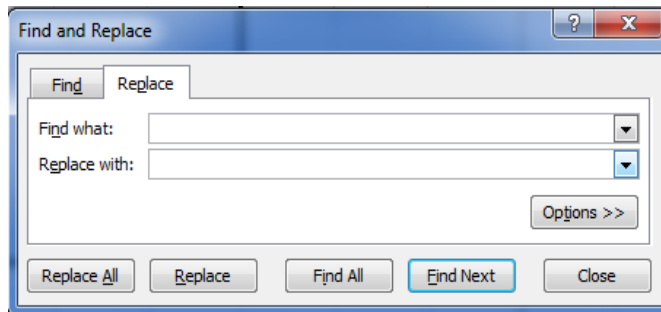 Find and Replace
Find Replace
Find what:
Replace with:
Options >>
Replace All Replace Find All Find Next Close